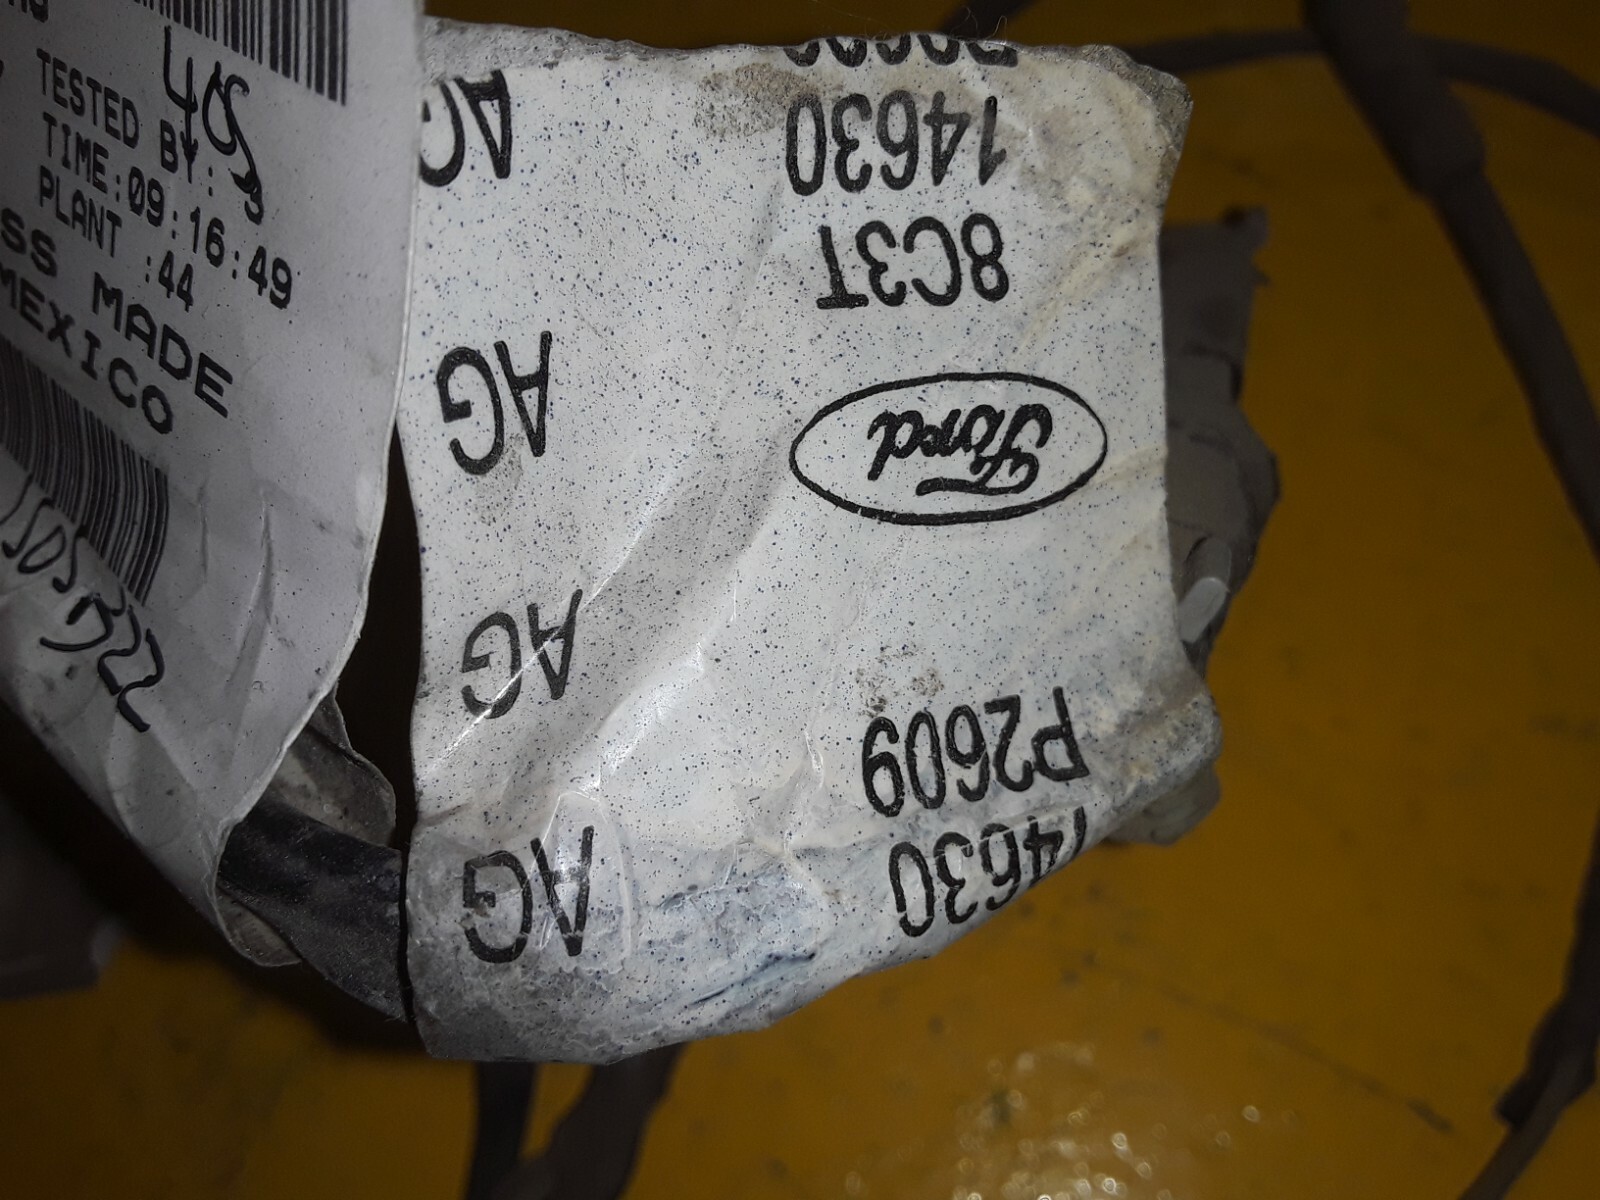 TESTED BY:
TIME:09:16:49
PLANT :44
SS MADE
MEXICO
P2609
14630
8C3T
Ford
P2609
14630
AG
AG
AG
AG